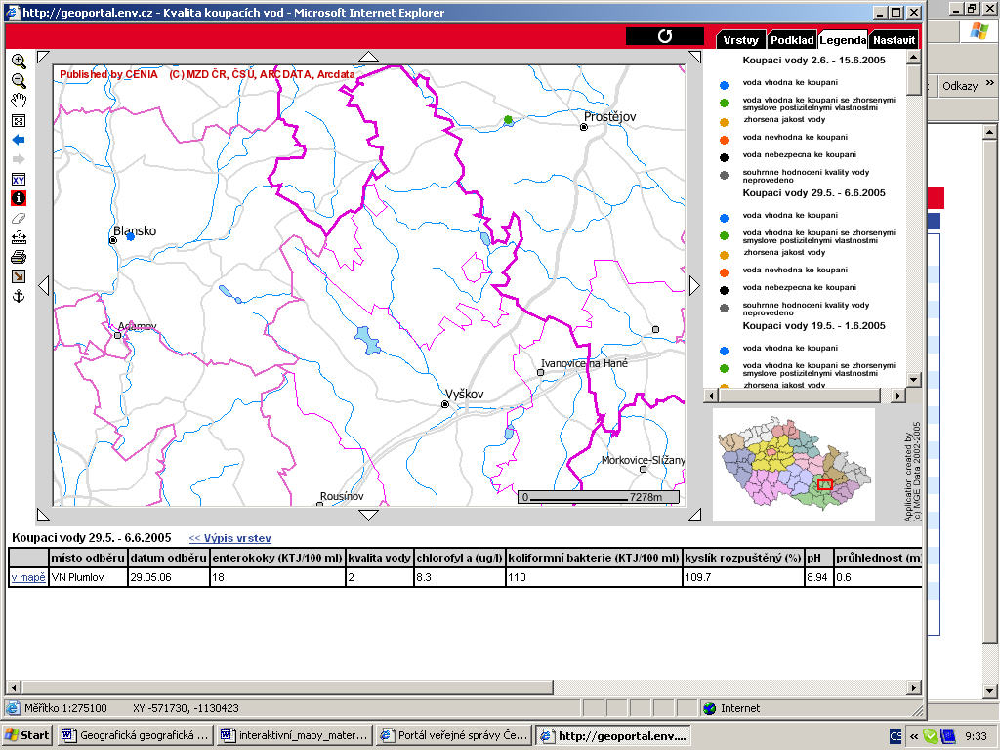 http://geoportal.env.cz - Kvalita koupacích vod - Microsoft Internet Explorer
Vrstvy Podklad Legenda Nastavit
Odkazy »
Published by CENIA (C) MZD ČR, ČSÚ, ARCDATA, Arcdata
Prostějov
Blansko
Adamov
Ivanovice na Hané
Vyškov
Morkovice-Slížany
Rousínov
0 7278m
XY
Koupaci vody 2.6. - 15.6.2005
voda vhodna ke koupani
voda vhodna ke koupani se zhorsenymi
smyslove postizitelnymi vlastnostmi
zhorsena jakost vody
voda nevhodna ke koupani
voda nebezpecna ke koupani
souhrnne hodnoceni kvality vody
neprovedeno
Koupaci vody 29.5. - 6.6.2005
voda vhodna ke koupani
voda vhodna ke koupani se zhorsenymi
smyslove postizitelnymi vlastnostmi
zhorsena jakost vody
voda nevhodna ke koupani
voda nebezpecna ke koupani
souhrnne hodnoceni kvality vody
neprovedeno
Koupaci vody 19.5. - 1.6.2005
voda vhodna ke koupani
voda vhodna ke koupani se zhorsenymi
smyslove postizitelnymi vlastnostmi
zhorsena jakost vody
Application created by
(c) MGE Data 2002-2005
Koupaci vody 29.5. - 6.6.2005 << Výpis vrstev
místo odběru datum odběru enterokoky (KTJ/100 ml) kvalita vody chlorofyl a (ug/l) koliformní bakterie (KTJ/100 ml) kyslík rozpuštěný (%) pH průhlednost (m)
v mapě VN Plumlov 29.05.06 18 2 8.3 110 109.7 8.94 0.6
Měřítko 1:275100 XY -571730, -1130423 Internet
Start Geografická geografická ... interaktivní_mapy_mater... Portál veřejné správy Če... http://geoportal.env.... CS « 9:33